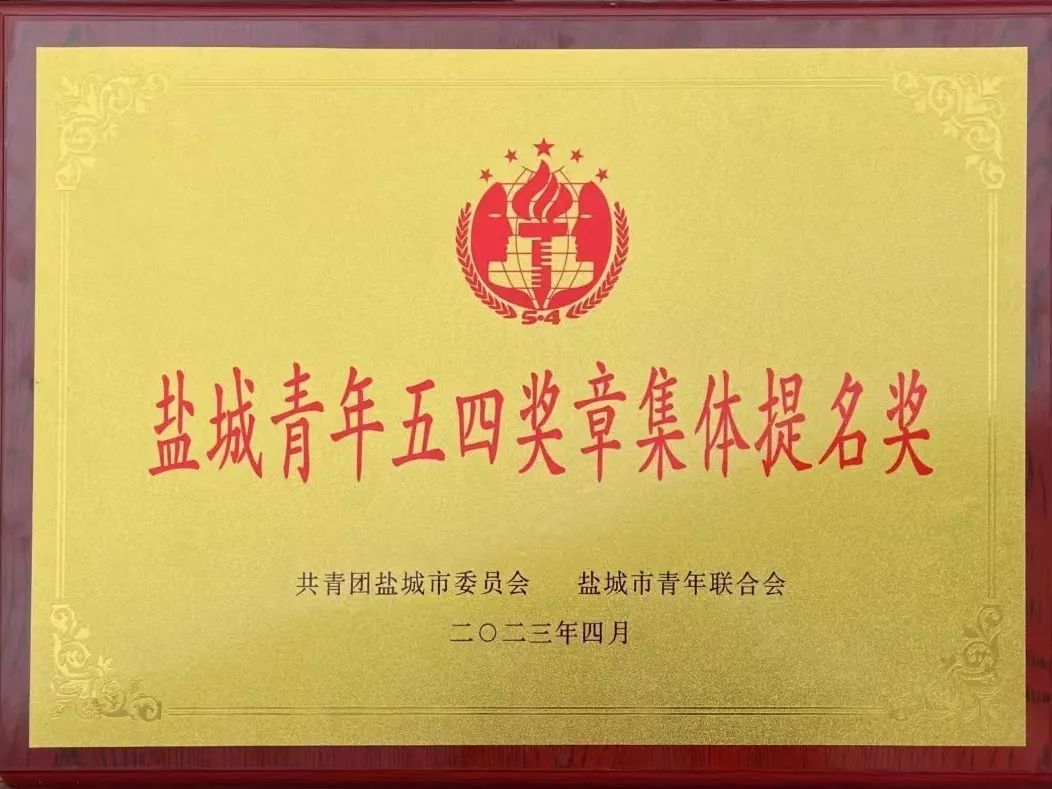 5·4
盐城青年五四奖章集体提名奖
共青团盐城市委员会 盐城市青年联合会
二〇二三年四月